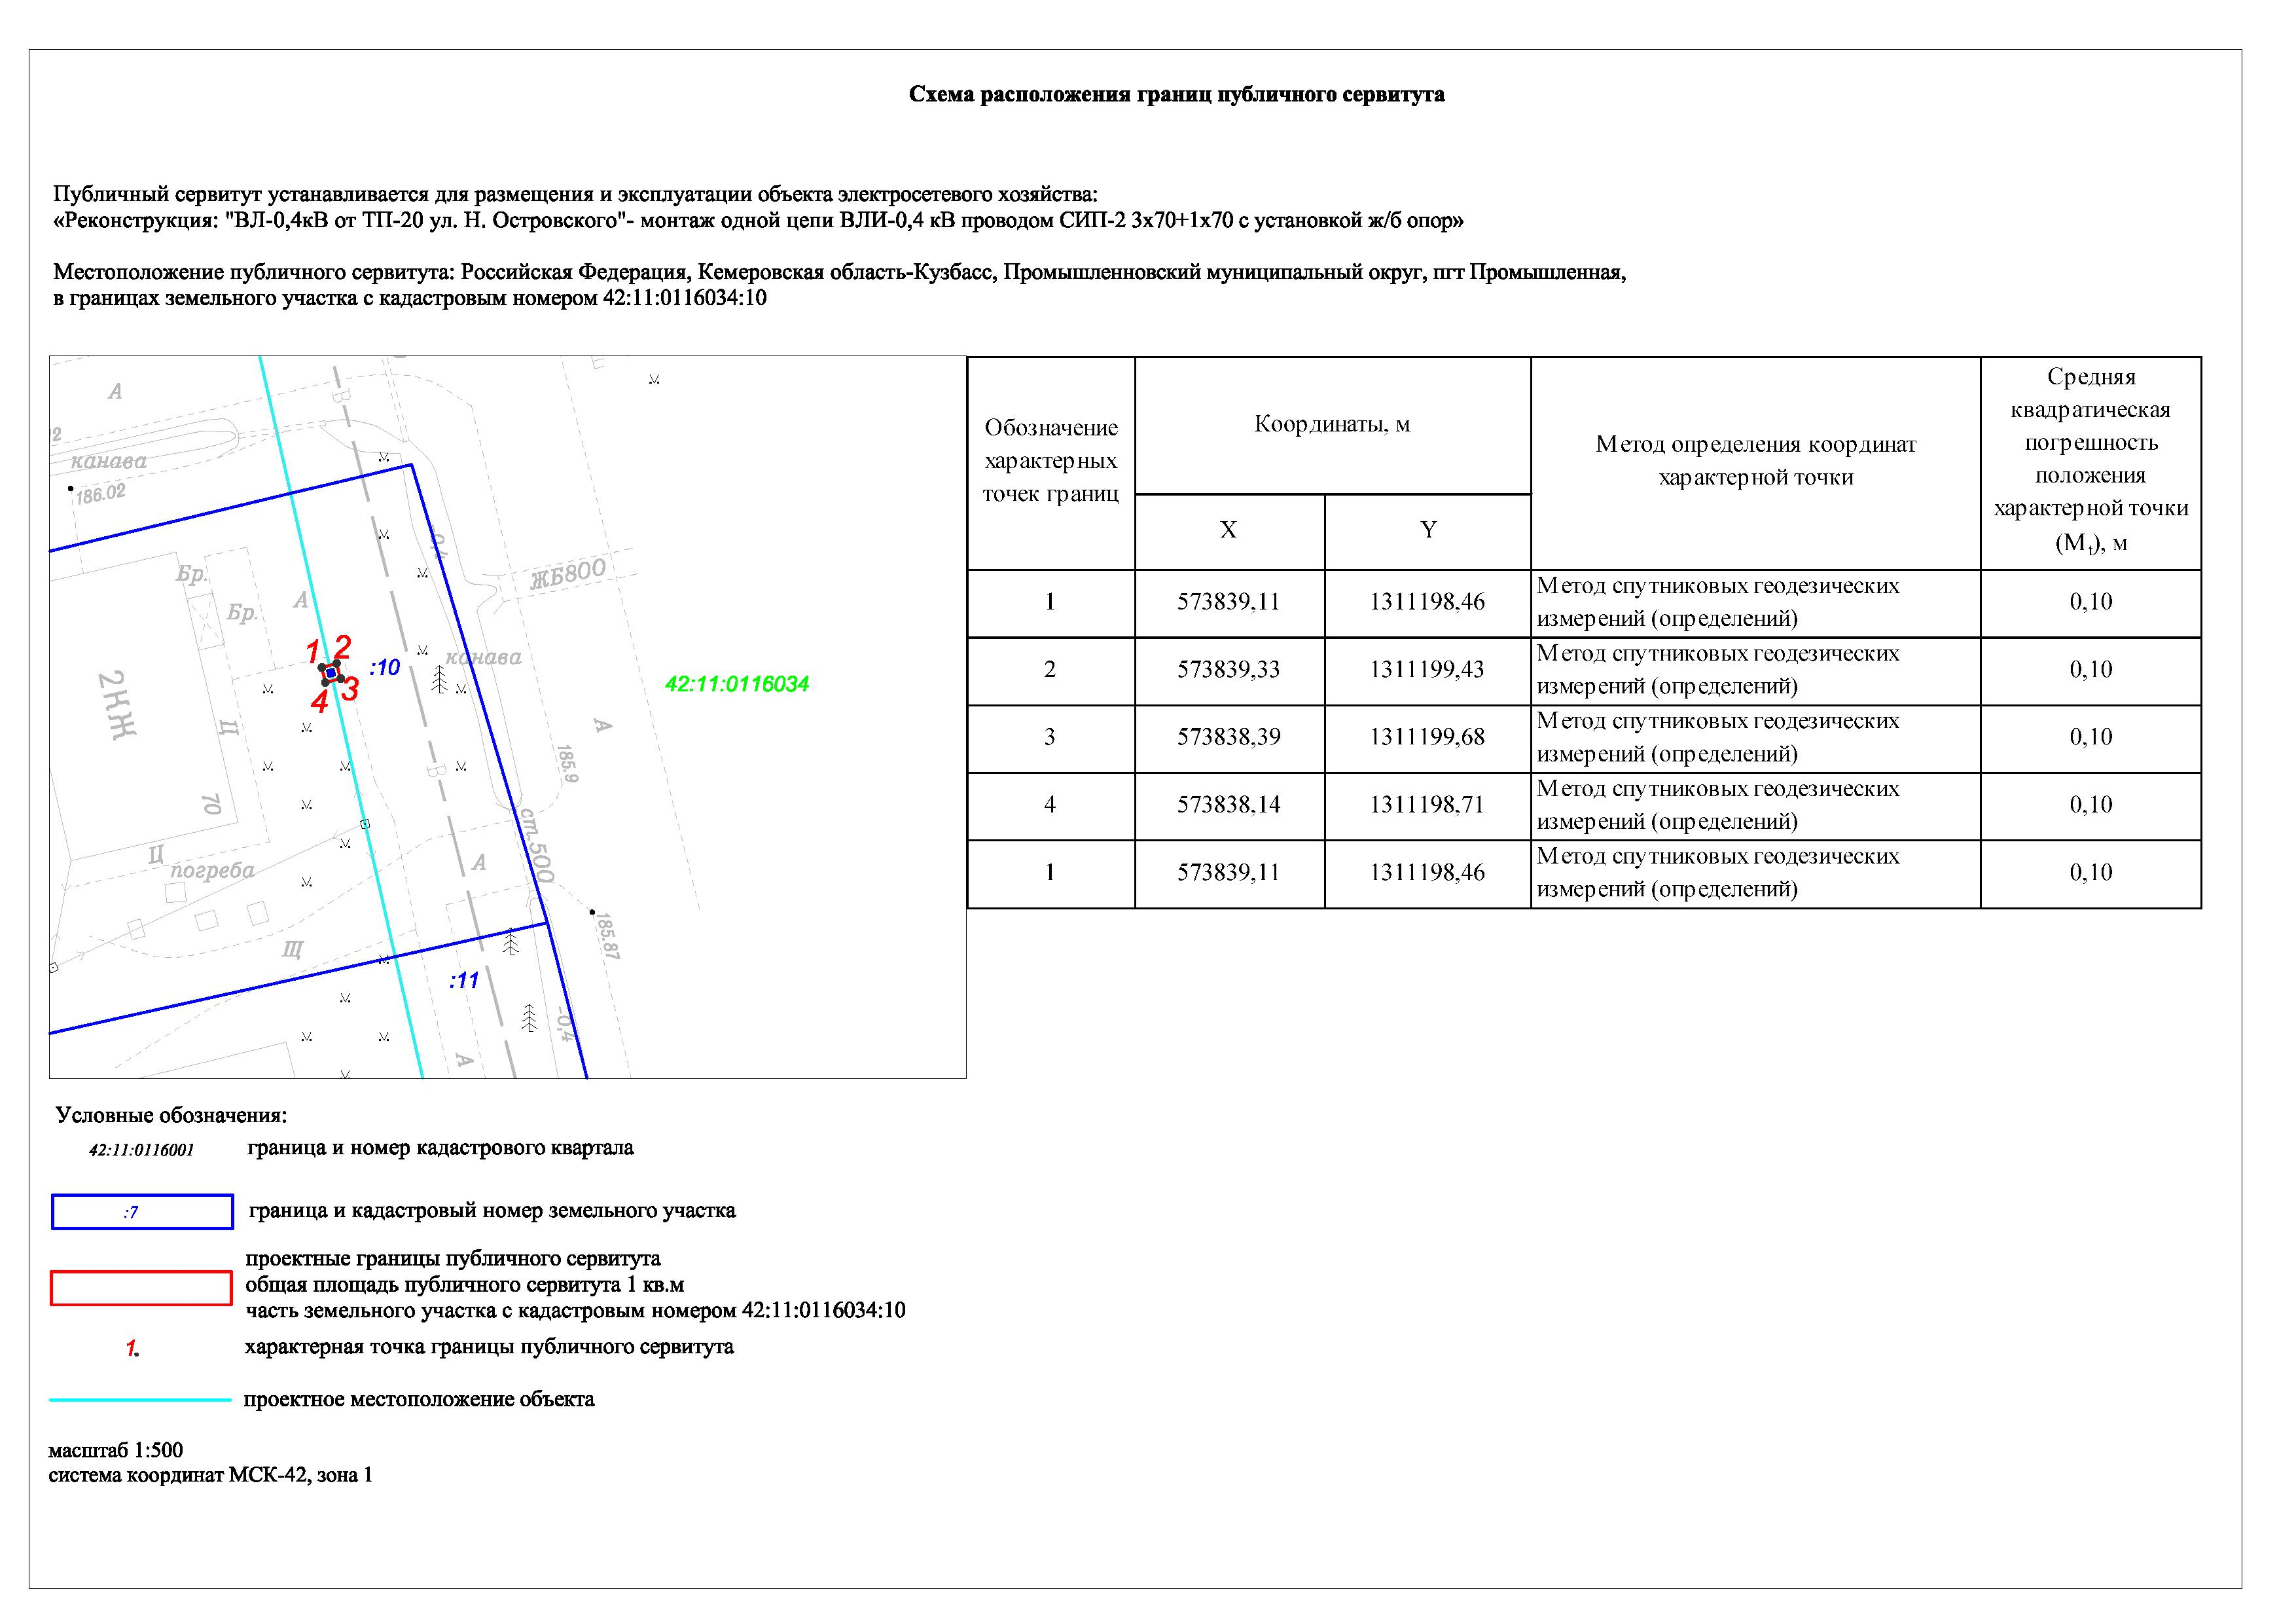 Схема расположения границ публичного сервитута
Публичный сервитут устанавливается для размещения и эксплуатации объекта электросетевого хозяйства:
«Реконструкция: "ВЛ-0,4кВ от ТП-20 ул. Н. Островского"- монтаж одной цепи ВЛИ-0,4 кВ проводом СИП-2 3х70+1х70 с установкой ж/б опор»
Местоположение публичного сервитута: Российская Федерация, Кемеровская область-Кузбасс, Промышленновский муниципальный округ, пгт Промышленная,
в границах земельного участка с кадастровым номером 42:11:0116034:10
А
В
канава
186.02
Бр.
Бр.
А
-0,4
ЖБ800
1
2
3
4
:10
канава
42:11:0116034
2КЖ
Ц
А
В
185.9
70
ст.500
Ц
погреба
А
Щ
185.87
:11
-0,4
А
Обозначение
характерных
точек границ
Координаты, м
X
Y
Метод определения координат
характерной точки
Средняя
квадратическая
погрешность
положения
характерной точки
(Mt), м
1 573839,11 1311198,46 Метод спутниковых геодезических
измерений (определений) 0,10
2 573839,33 1311199,43 Метод спутниковых геодезических
измерений (определений) 0,10
3 573838,39 1311199,68 Метод спутниковых геодезических
измерений (определений) 0,10
4 573838,14 1311198,71 Метод спутниковых геодезических
измерений (определений) 0,10
1 573839,11 1311198,46 Метод спутниковых геодезических
измерений (определений) 0,10
Условные обозначения:
42:11:0116001 граница и номер кадастрового квартала
:7 граница и кадастровый номер земельного участка
проектные границы публичного сервитута
общая площадь публичного сервитута 1 кв.м
часть земельного участка с кадастровым номером 42:11:0116034:10
1. характерная точка границы публичного сервитута
проектное местоположение объекта
масштаб 1:500
система координат МСК-42, зона 1